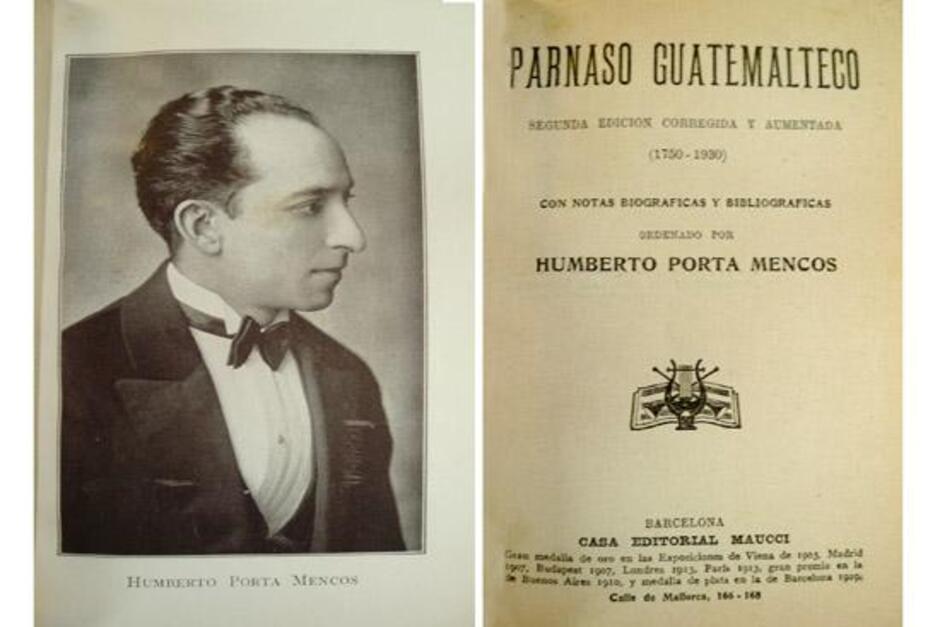 HUMBERTO PORTA MENCOS
PARNASO GUATEMALTECO
SEGUNDA EDICION CORREGIDA Y AUMENTADA
(1750-1930)
CON NOTAS BIOGRAFICAS Y BIBLIOGRAFICAS
ORDENADO POR
HUMBERTO PORTA MENCOS
BARCELONA
CASA EDITORIAL MAUCCI
Gran medalla de oro en las Exposiciones de Viena de 1903, Madrid
1907, Budapest 1907, Londres 1913, París 1913, gran premio en la
de Buenos Aires 1910, y medalla de plata en la de Barcelona 1929.
Calle de Mallorca, 166-168